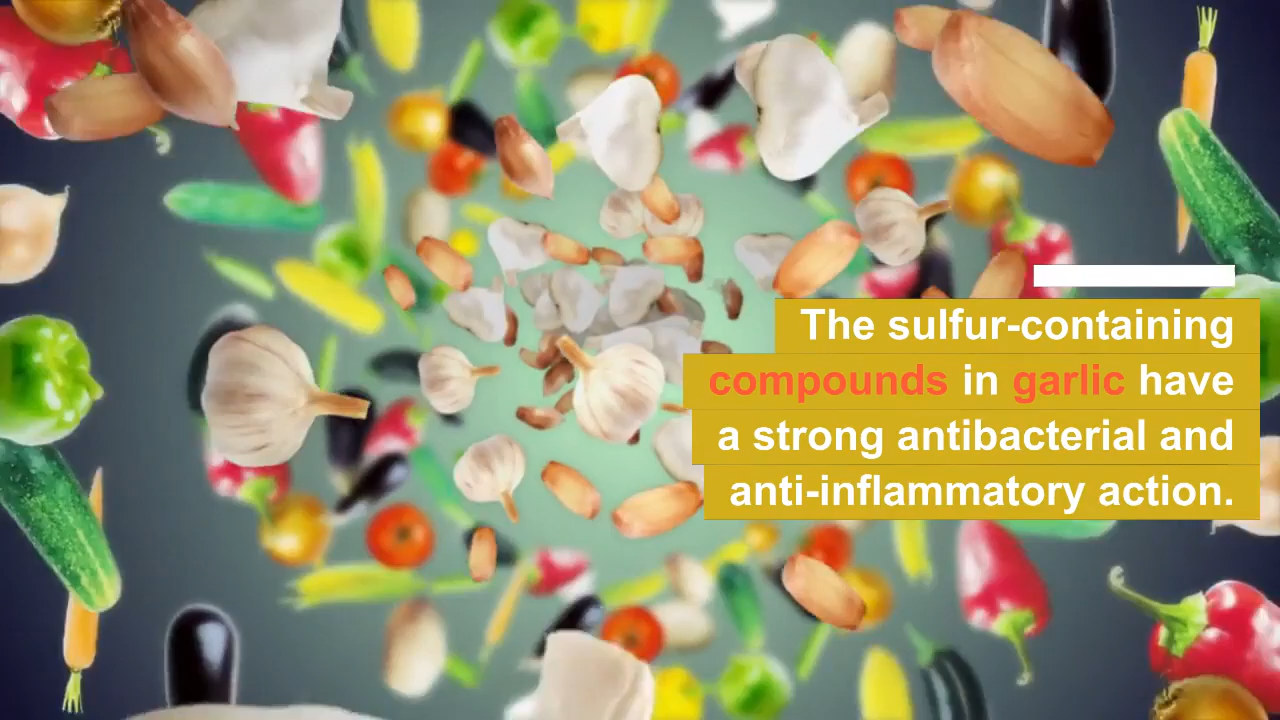 The sulfur-containing
compounds in garlic have
a strong antibacterial and
anti-inflammatory action.